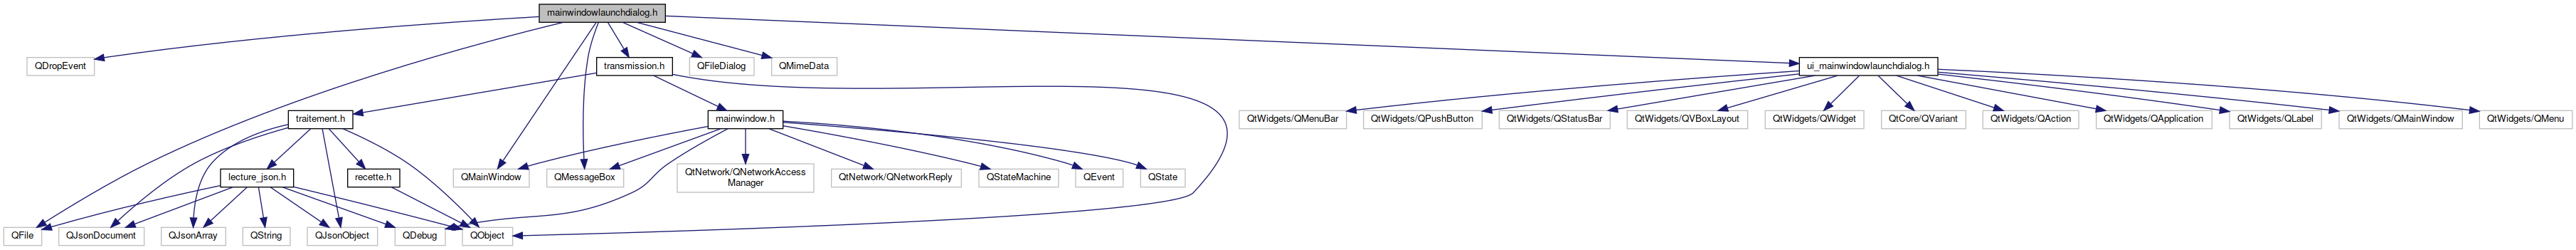 mainwindowlaunchdialog.h
QDropEvent
transmission.h
QFileDialog
QMimeData
ui_mainwindowlaunchdialog.h
traitement.h
mainwindow.h
QtWidgets/QMenuBar
QtWidgets/QPushButton
QtWidgets/QStatusBar
QtWidgets/QVBoxLayout
QtWidgets/QWidget
QtCore/QVariant
QtWidgets/QAction
QtWidgets/QApplication
QtWidgets/QLabel
QtWidgets/QMainWindow
QtWidgets/QMenu
lecture_json.h
recette.h
QMainWindow
QMessageBox
QtNetwork/QNetworkAccess
Manager
QtNetwork/QNetworkReply
QStateMachine
QEvent
QState
QFile
QJsonDocument
QJsonArray
QString
QJsonObject
QDebug
QObject